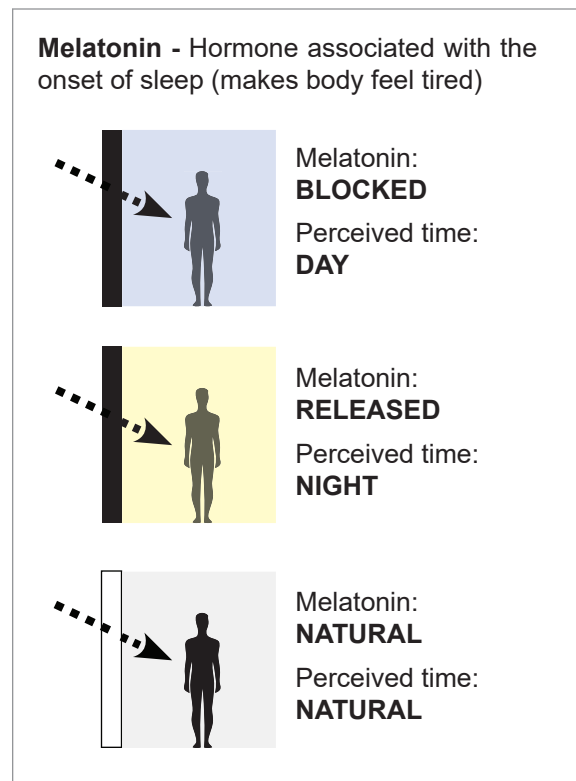 Melatonin - Hormone associated with the
onset of sleep (makes body feel tired)
Melatonin:
BLOCKED
Perceived time:
DAY
Melatonin:
RELEASED
Perceived time:
NIGHT
Melatonin:
NATURAL
Perceived time:
NATURAL